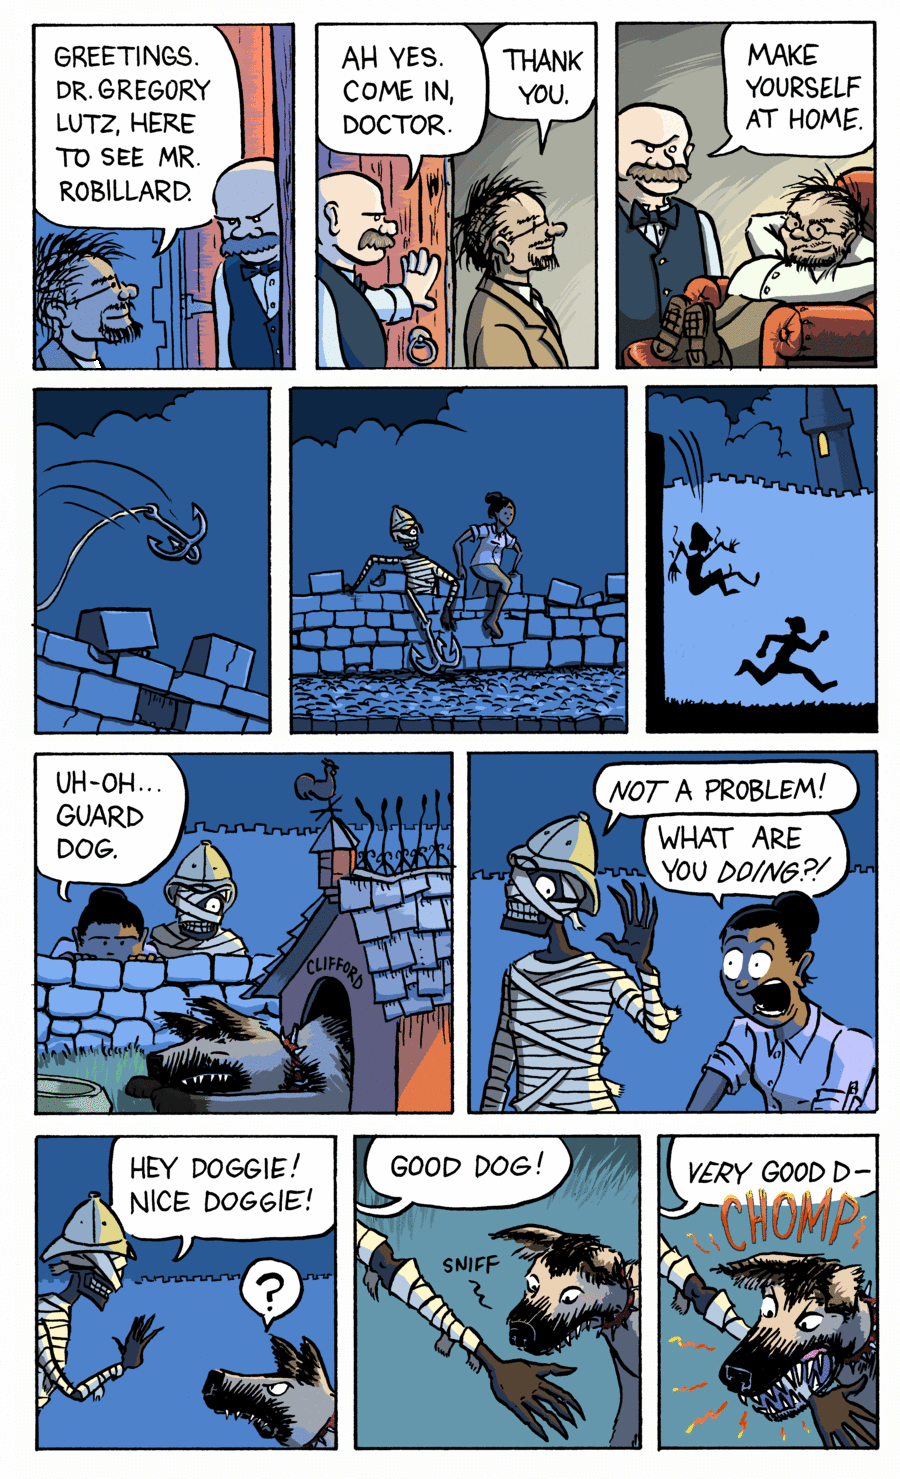 GREETINGS.
DR. GREGORY
LUTZ, HERE
TO SEE MR.
ROBILLARD.
AH YES.
COME IN,
DOCTOR.
THANK
YOU.
MAKE
YOURSELF
AT HOME.
UH-OH...
GUARD
DOG.
CLIFFORD
NOT A PROBLEM!
WHAT ARE
YOU DOING?!
HEY DOGGIE!
NICE DOGGIE!
?
GOOD DOG!
SNIFF
VERY GOOD D–
CHOMP